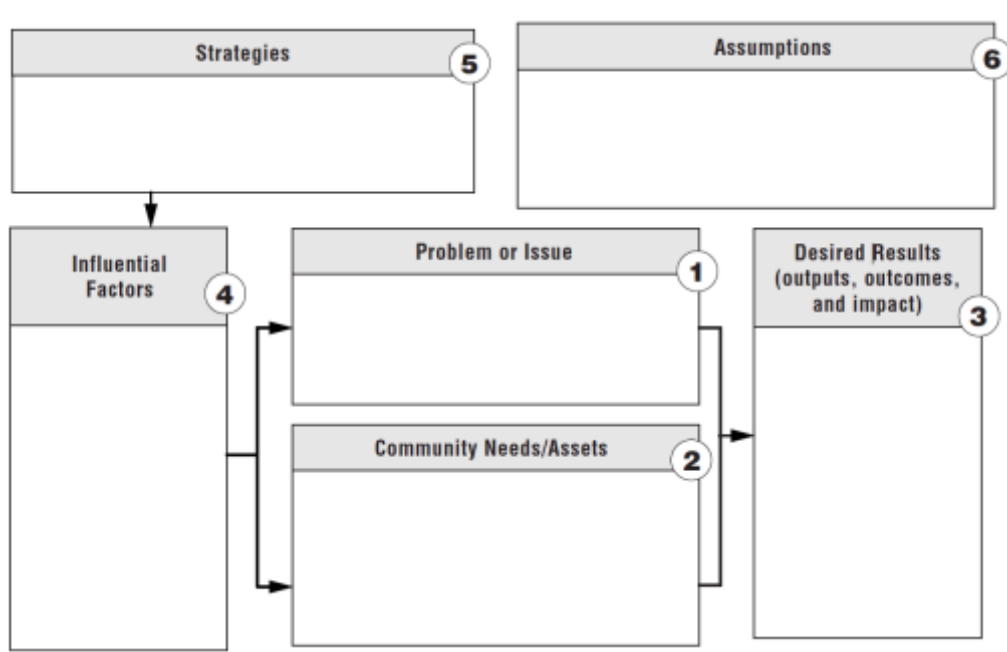 Strategies
5
Assumptions
6
Influential
Factors
4
Problem or Issue
1
Desired Results
(outputs, outcomes,
and impact)
3
Community Needs/Assets
2